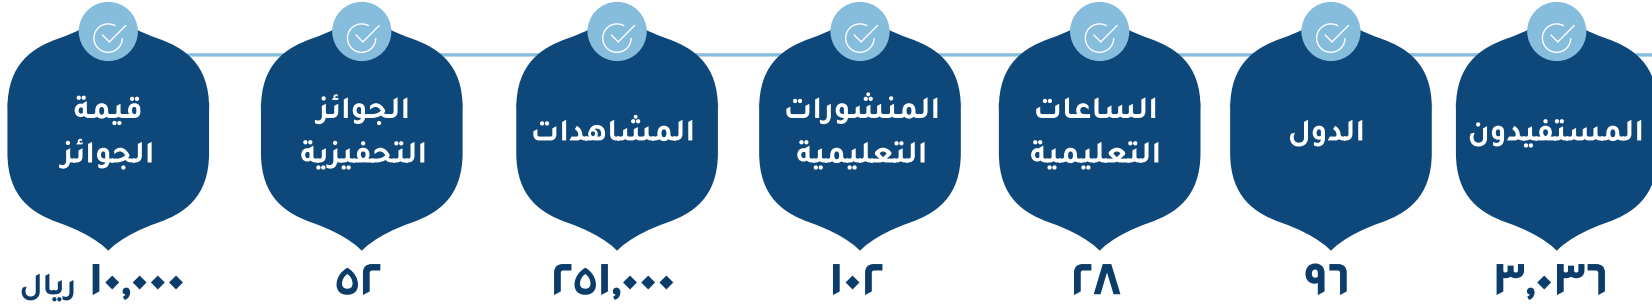 المستفيدون
٣,٠٣٦
الدول
٩٦
الساعات
التعليمية
٢٨
المنشورات
التعليمية
١٠٢
المشاهدات
٢٥١,٠٠٠
الجوائز
التحفيزية
٥٢
قيمة
الجوائز
١٠,٠٠٠ ريال